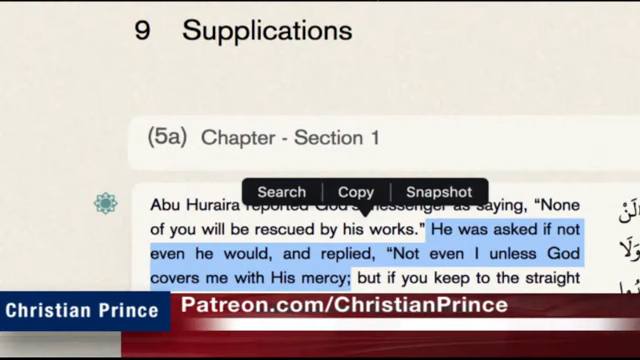 9 Supplications
(5a) Chapter - Section 1
Search Copy Snapshot
Abu Huraira reported God's messenger as saying, "None
of you will be rescued by his works." He was asked if not
even he would, and replied, "Not even I unless God
covers me with His mercy; but if you keep to the straight
Christian Prince
Patreon.com/ChristianPrince